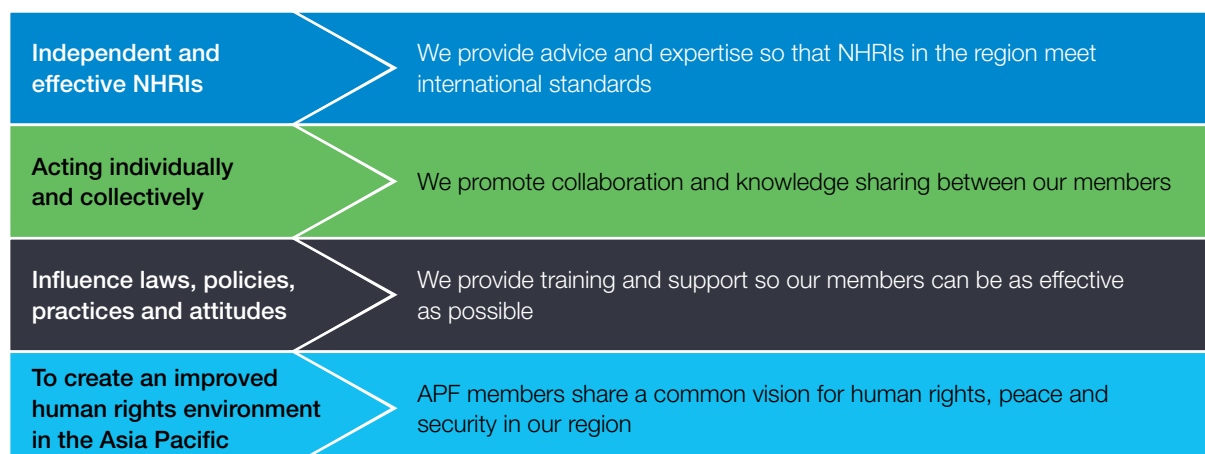 Independent and
effective NHRIs
We provide advice and expertise so that NHRIs in the region meet
international standards
Acting individually
and collectively
We promote collaboration and knowledge sharing between our members
Influence laws, policies,
practices and attitudes
We provide training and support so our members can be as effective
as possible
To create an improved
human rights environment
in the Asia Pacific
APF members share a common vision for human rights, peace and
security in our region